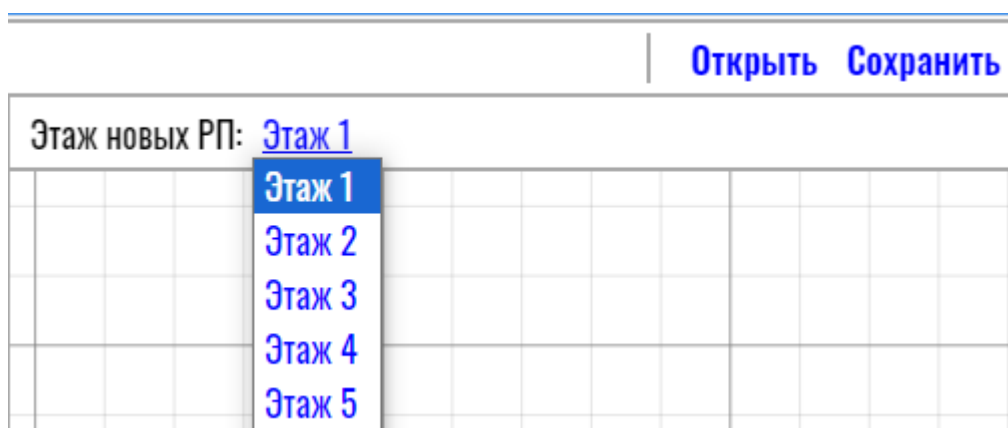 Открыть Сохранить
Этаж новых РП: Этаж 1
Этаж 1
Этаж 2
Этаж 3
Этаж 4
Этаж 5